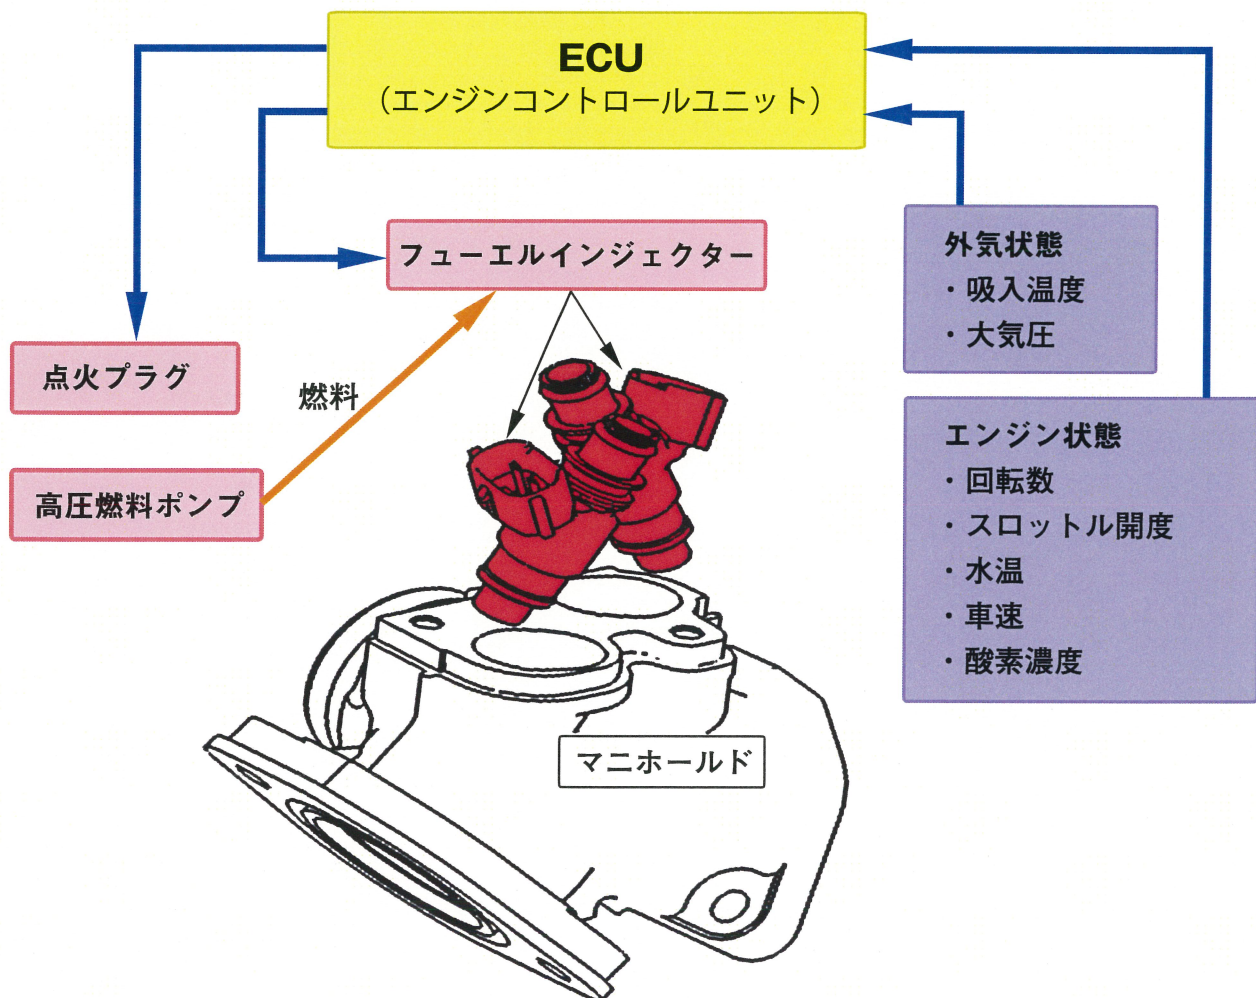 ECU
（エンジンコントロールユニット）
フューエルインジェクター
点火プラグ
燃料
高圧燃料ポンプ
外気状態
・吸入温度
・大気圧
エンジン状態
・回転数
・スロットル開度
・水温
・車速
・酸素濃度
マニホールド